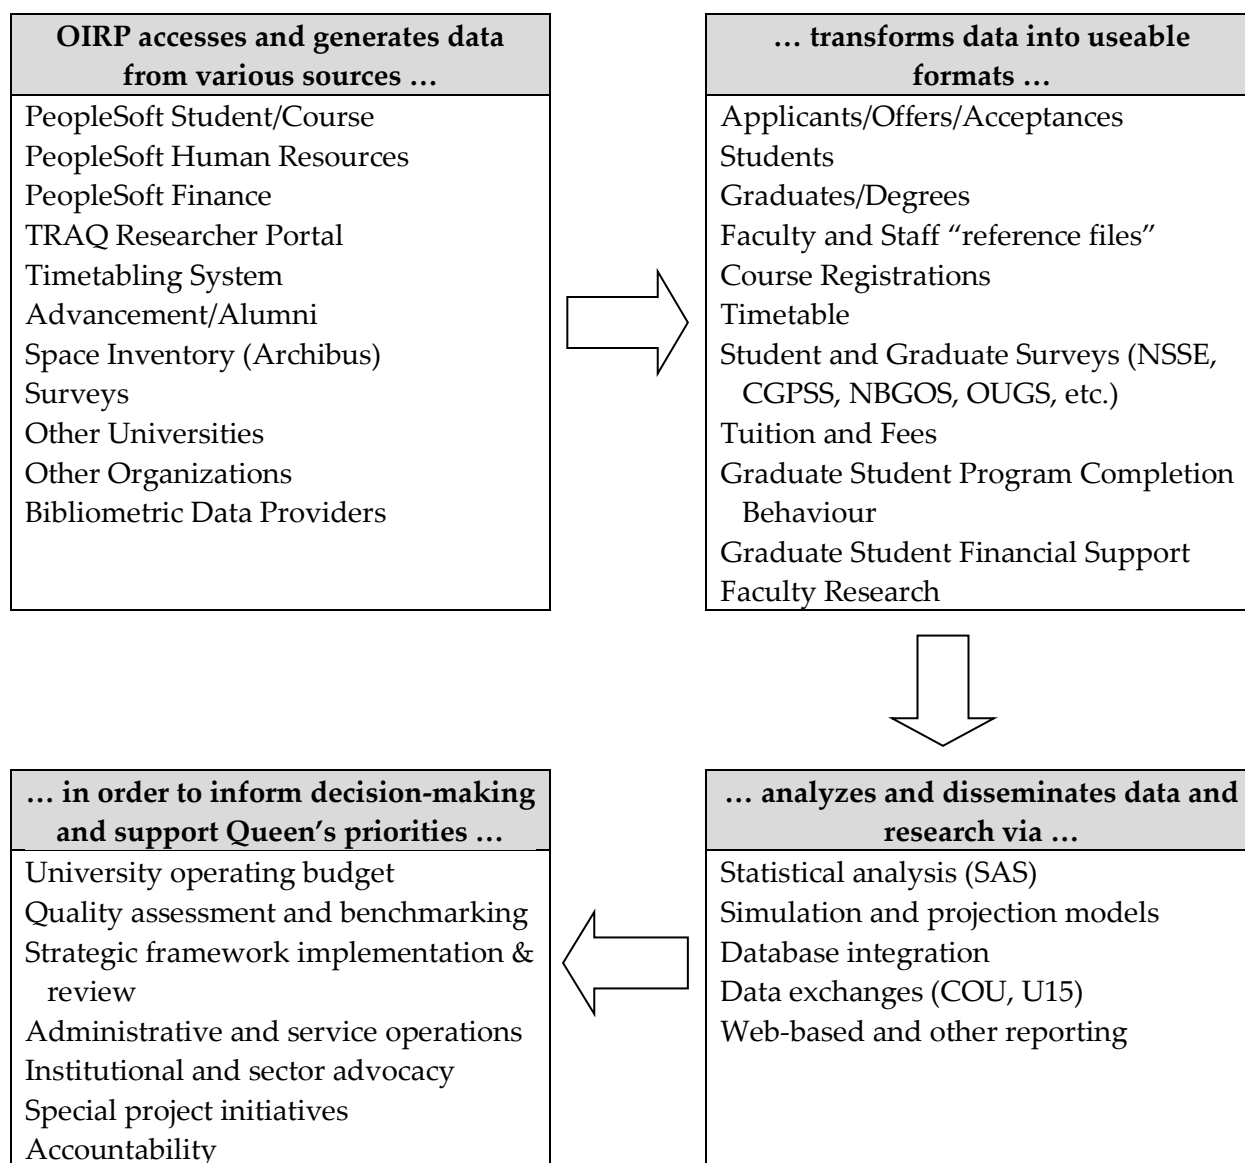 OIRP accesses and generates data
from various sources …
PeopleSoft Student/Course
PeopleSoft Human Resources
PeopleSoft Finance
TRAQ Researcher Portal
Timetabling System
Advancement/Alumni
Space Inventory (Archibus)
Surveys
Other Universities
Other Organizations
Bibliometric Data Providers
… transforms data into useable
formats …
Applicants/Offers/Acceptances
Students
Graduates/Degrees
Faculty and Staff “reference files”
Course Registrations
Timetable
Student and Graduate Surveys (NSSE,
CGPSS, NBGOS, OUGS, etc.)
Tuition and Fees
Graduate Student Program Completion
Behaviour
Graduate Student Financial Support
Faculty Research
… analyzes and disseminates data and
research via …
Statistical analysis (SAS)
Simulation and projection models
Database integration
Data exchanges (COU, U15)
Web-based and other reporting
… in order to inform decision-making
and support Queen’s priorities …
University operating budget
Quality assessment and benchmarking
Strategic framework implementation &
review
Administrative and service operations
Institutional and sector advocacy
Special project initiatives
Accountability